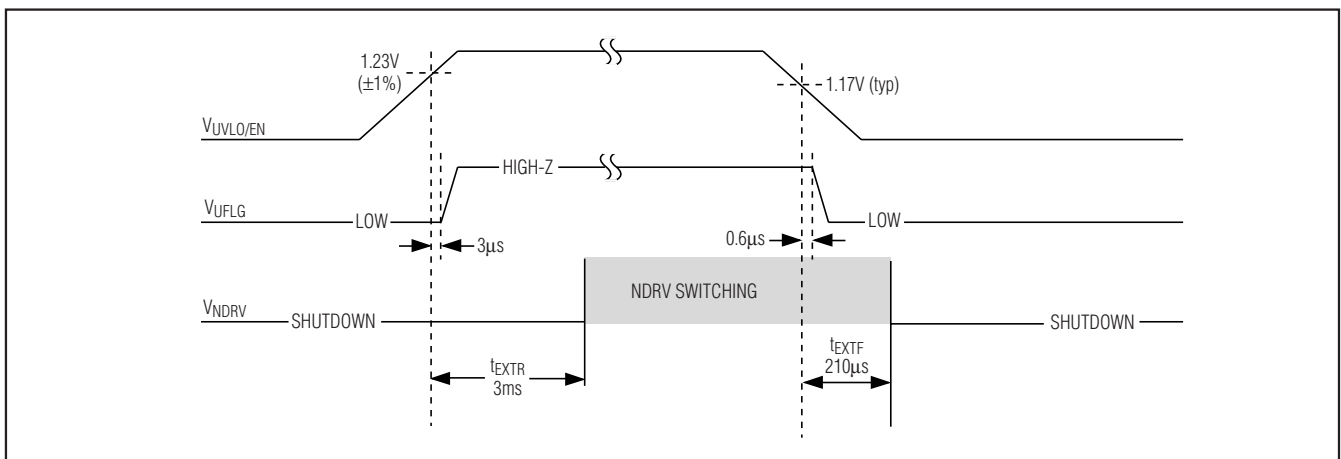 1.23V
(±1%)
1.17V (typ)
VUVLO/EN
HIGH-Z
VUFLG
LOW
LOW
3µs
0.6µs
NDRV SWITCHING
VNDRV
SHUTDOWN
SHUTDOWN
tEXTR
3ms
tEXTF
210µs